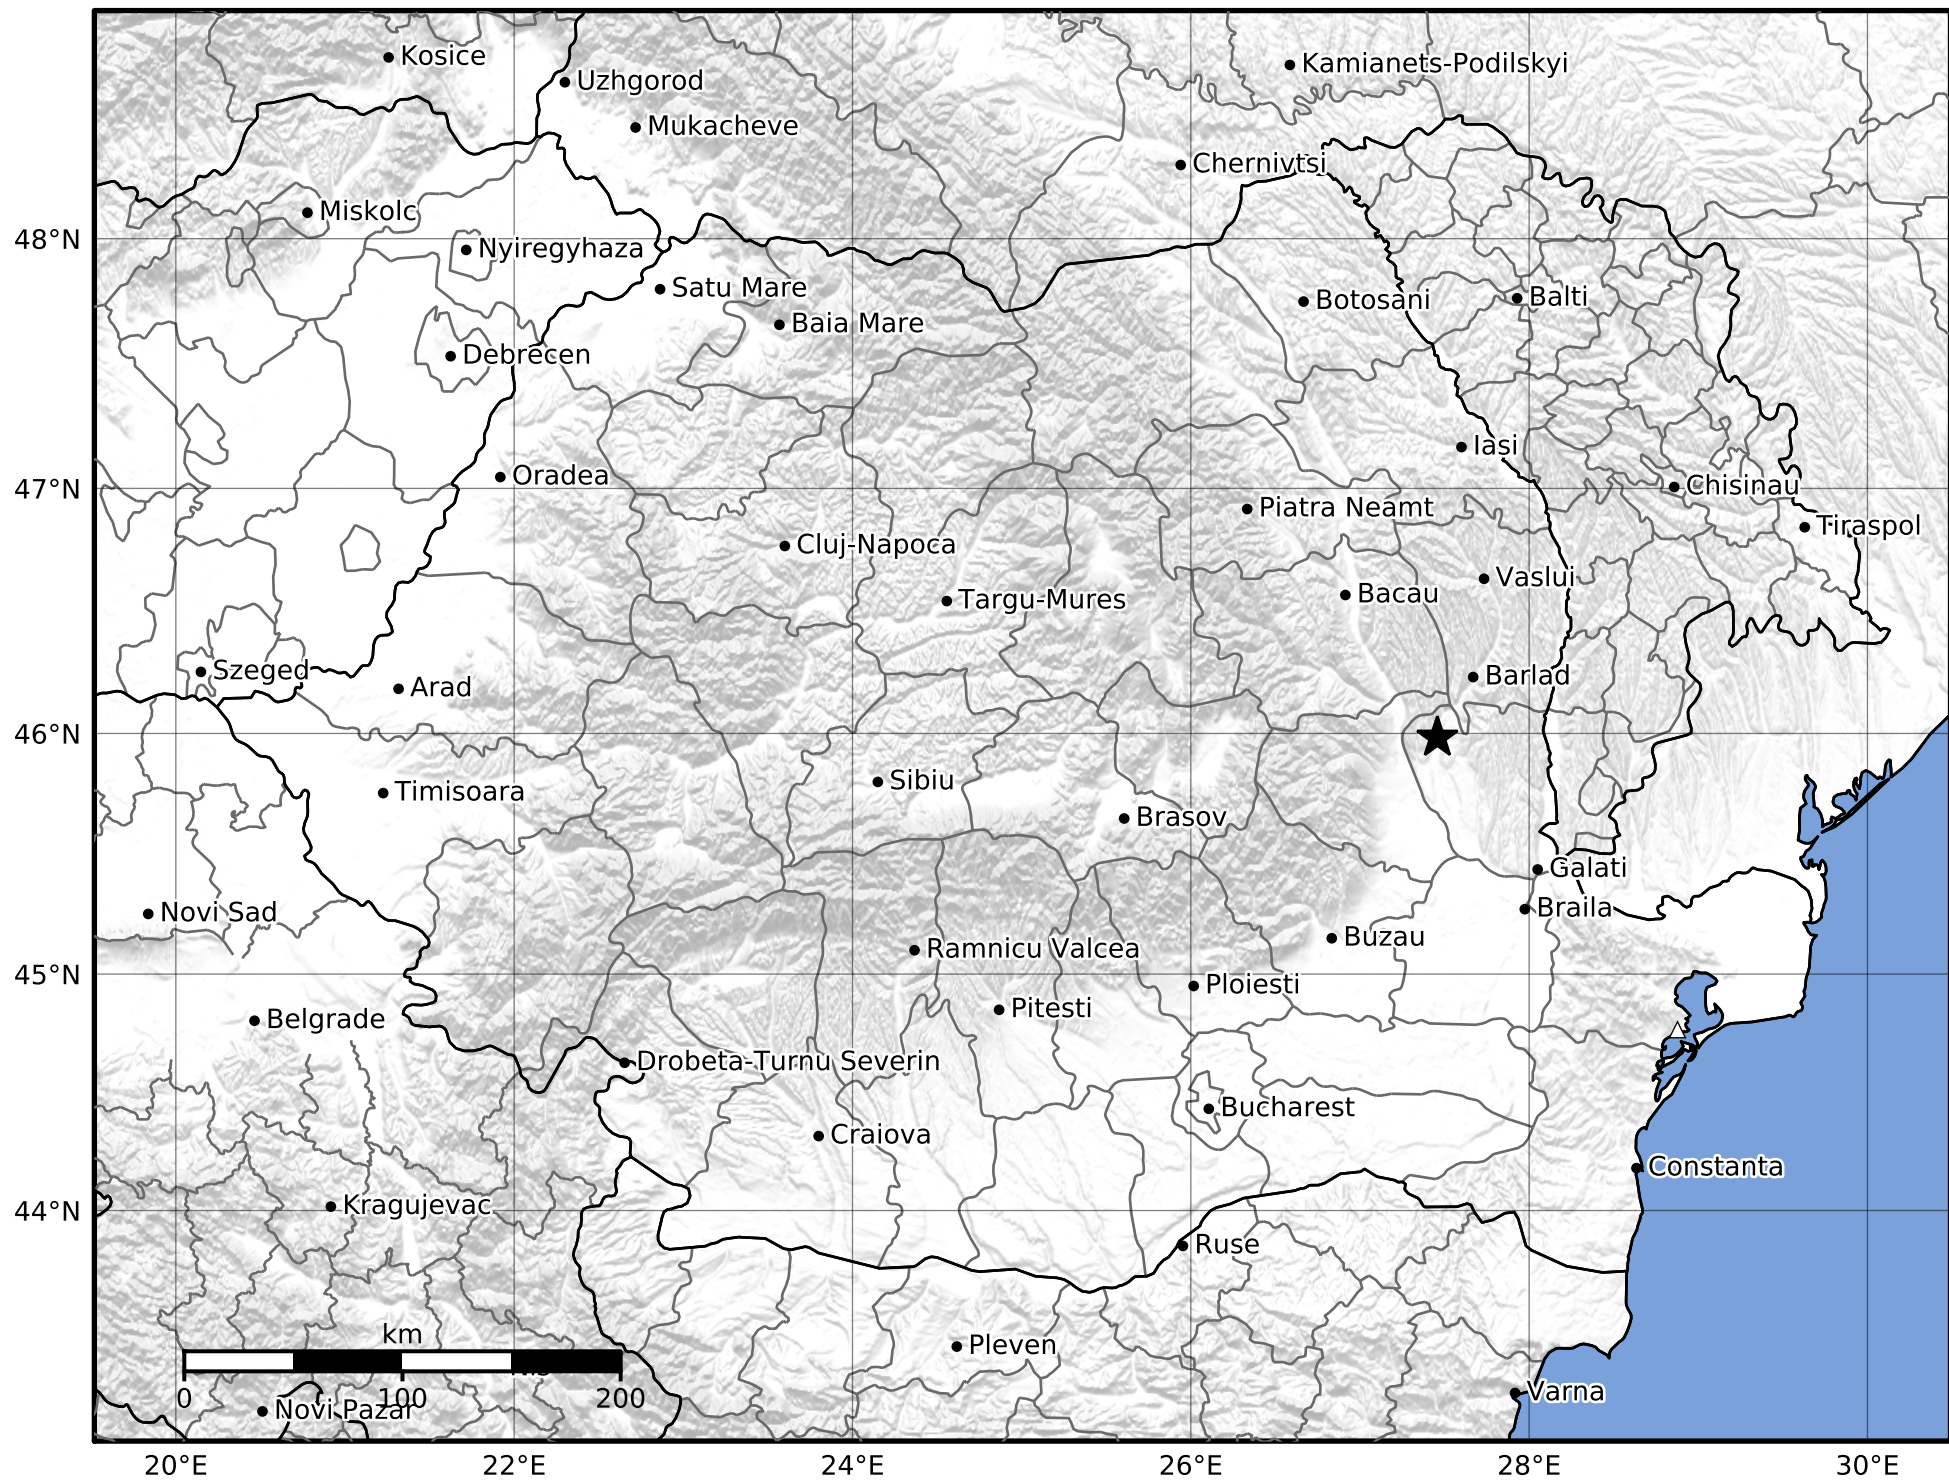 Kosice
Uzhgorod
Kamianets-Podilskyi
Mukacheve
Chernivtsi
Miskolc
48°N
Nyiregyhaza
Satu Mare
Botosani
Balti
Baia Mare
Debrecen
Iasi
Oradea
47°N
Chisinau
Piatra Neamt
Tiraspol
Cluj-Napoca
Vaslui
Bacau
Targu-Mures
Szeged
Barlad
Arad
46°N
Sibiu
Timisoara
Brasov
Galati
Braila
Novi Sad
Buzau
Ramnicu Valcea
45°N
Ploiesti
Pitesti
Belgrade
Drobeta-Turnu Severin
Bucharest
Craiova
Constanta
Kragujevac
44°N
Ruse
km
Pleven
0 100 200
Varna
Novi Pazar
20°E 22°E 24°E 26°E 28°E 30°E